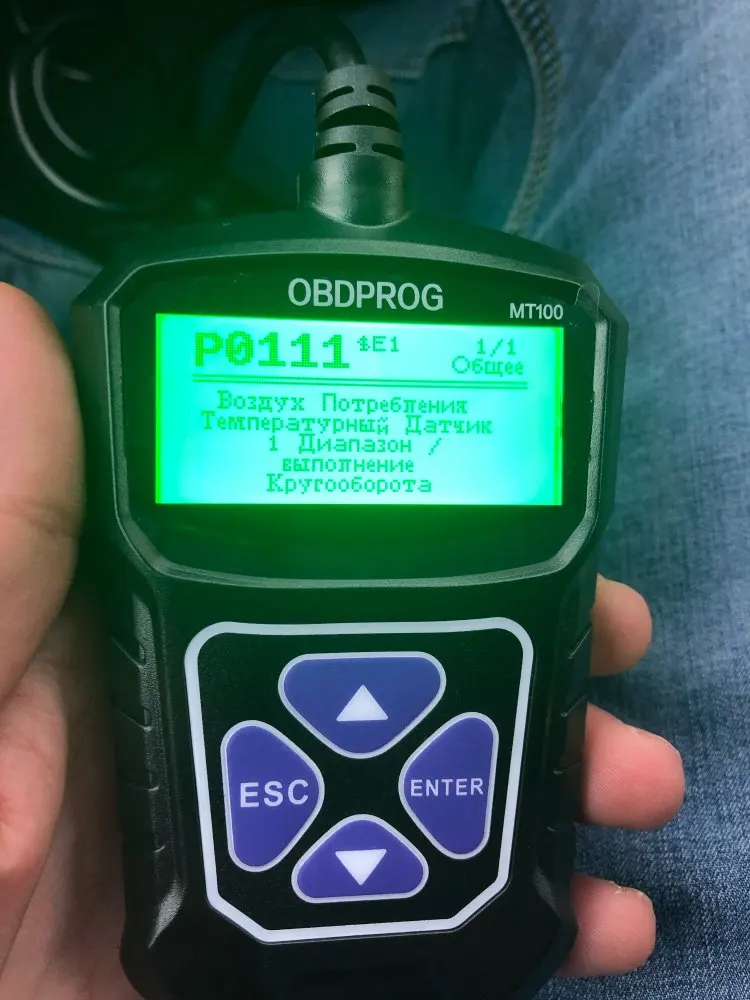 OBDPROG
MT100
P0111 $E1 1/1
Общее
Воздух Потребления
Температурный Датчик
1 Диапазон /
выполнение
Кругооборота
ESC
ENTER